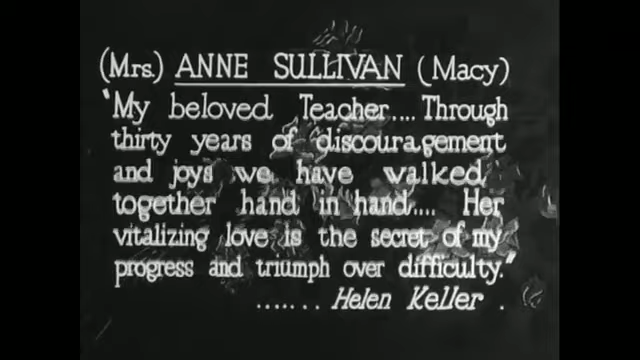 (Mrs.) ANNE SULLIVAN (Macy)
"My beloved Teacher.... Through
thirty years of discouragement
and joys we have walked
together hand in hand.... Her
vitalizing love is the secret of my
progress and triumph over difficulty."
....... Helen Keller .